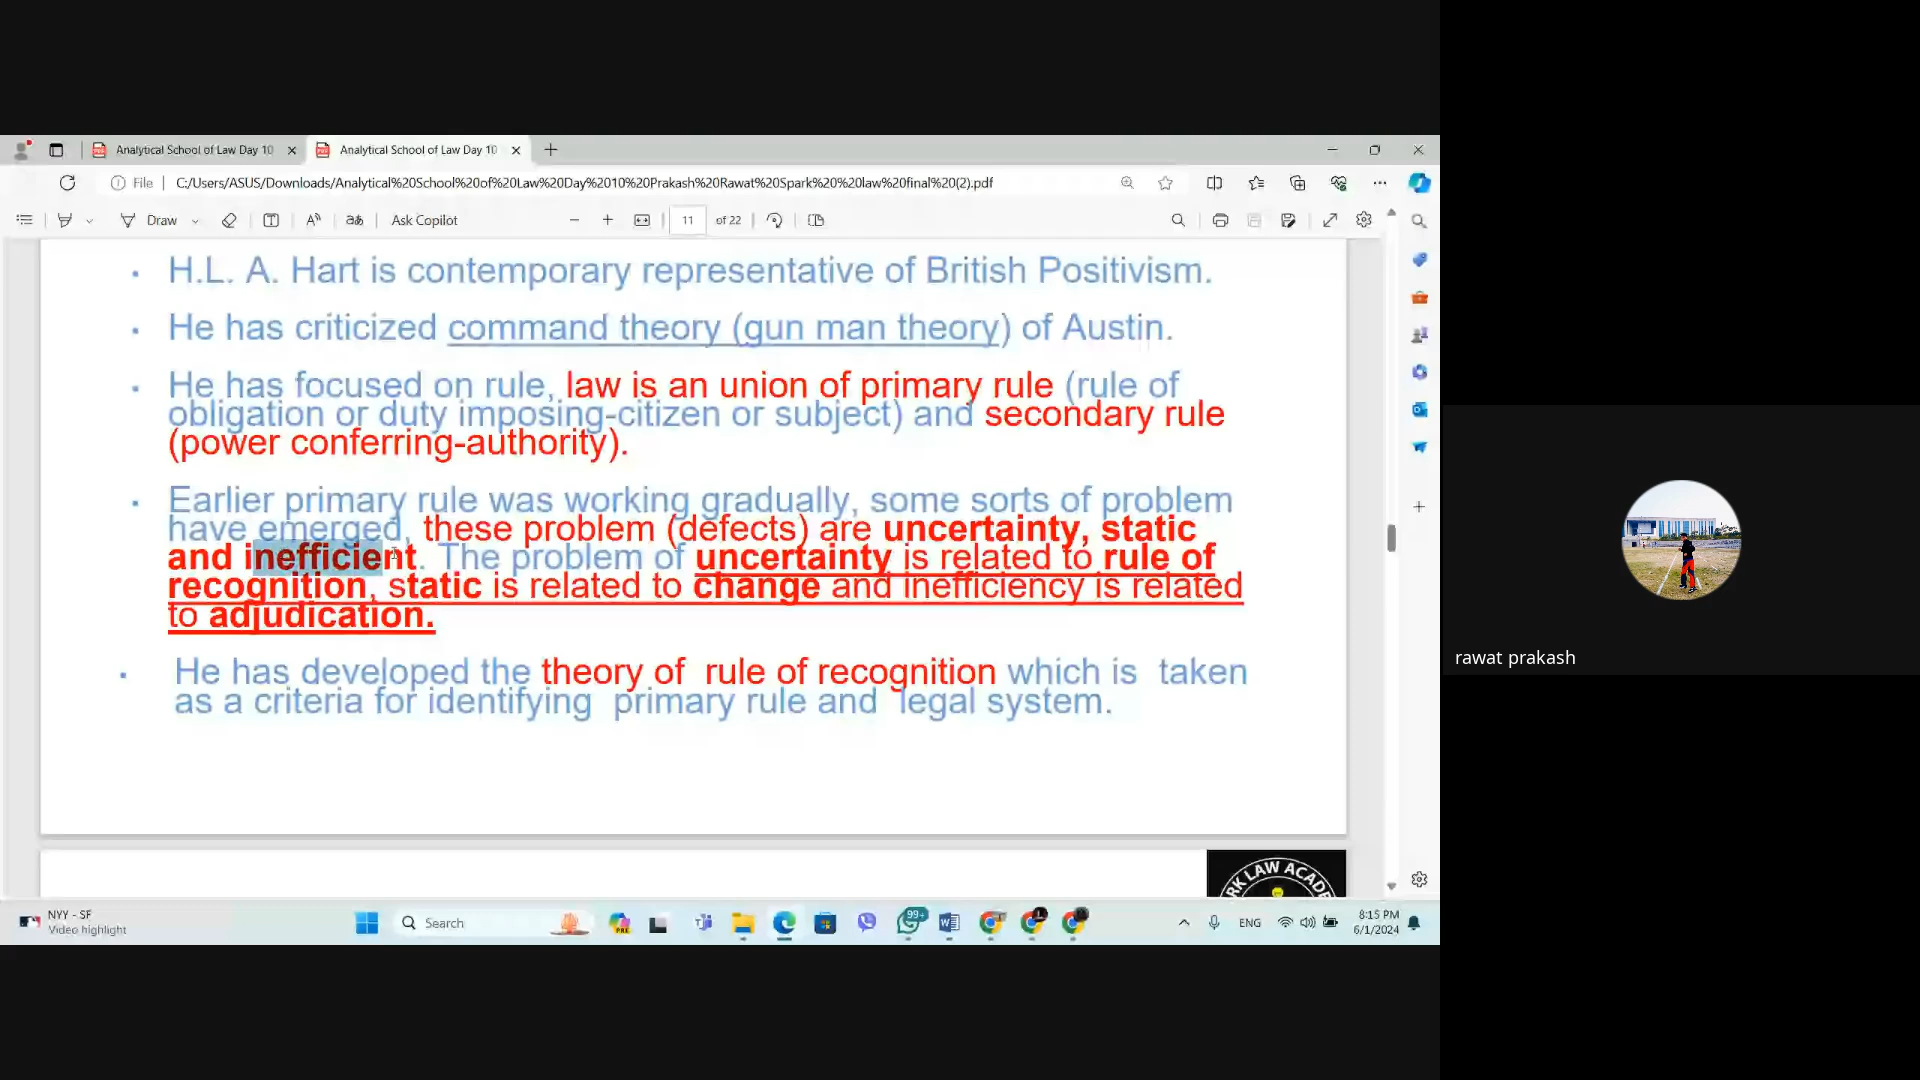 Analytical School of Law Day 10
Analytical School of Law Day 10
File
C:/Users/ASUS/Downloads/Analytical%20School%20of%20Law%20Day%2010%20Prakash%20Rawat%20Spark%20%20law%20final%20(2).pdf
Draw
aあ
Ask Copilot
11
of 22
• H.L. A. Hart is contemporary representative of British Positivism.
• He has criticized command theory (gun man theory) of Austin.
• He has focused on rule, law is an union of primary rule (rule of
obligation or duty imposing-citizen or subject) and secondary rule
(power conferring-authority).
• Earlier primary rule was working gradually, some sorts of problem
have emerged, these problem (defects) are uncertainty, static
and inefficient. The problem of uncertainty is related to rule of
recognition, static is related to change and inefficiency is related
to adjudication.
• He has developed the theory of rule of recognition which is taken
as a criteria for identifying primary rule and legal system.
RK LAW ACADE
rawat prakash
NYY - SF
Video highlight
Search
PRE
99+
ENG
8:15 PM
6/1/2024